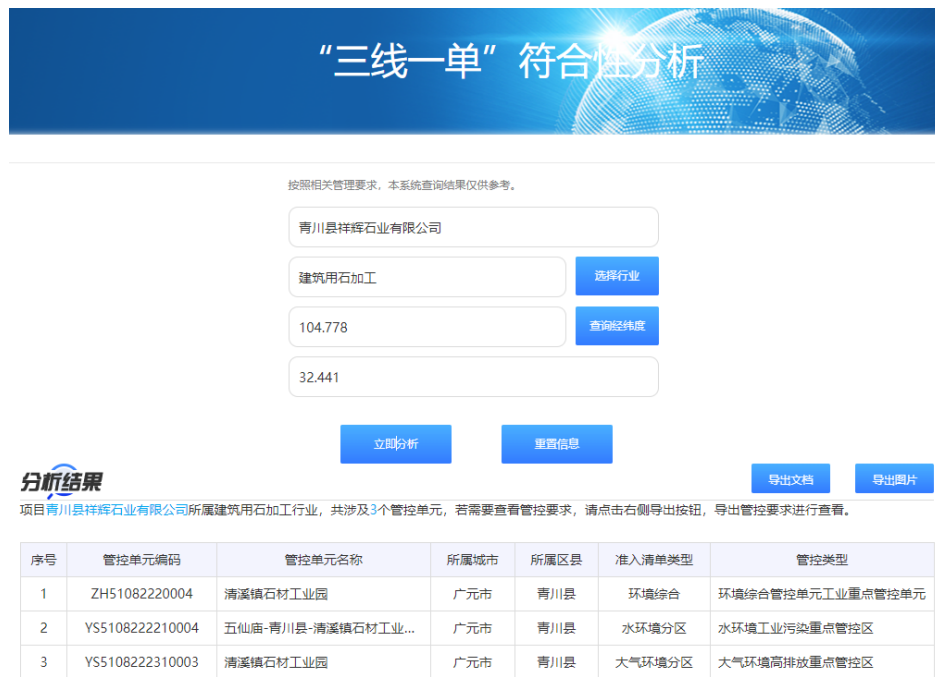 “三线一单”符合性分析
按照相关管理要求，本系统查询结果仅供参考。
青川县祥辉石业有限公司
建筑用石加工 选择行业
104.778 查询经纬度
32.441
立即分析 重置信息
分析结果 导出文档 导出图片
项目青川县祥辉石业有限公司所属建筑用石加工行业，共涉及3个管控单元，若需要查看管控要求，请点击右侧导出按钮，导出管控要求进行查看。
序号 管控单元编码 管控单元名称 所属城市 所属区县 准入清单类型 管控类型
1 ZH51082220004 清溪镇石材工业园 广元市 青川县 环境综合 环境综合管控单元工业重点管控单元
2 YS5108222210004 五仙庙-青川县-清溪镇石材工业... 广元市 青川县 水环境分区 水环境工业污染重点管控区
3 YS5108222310003 清溪镇石材工业园 广元市 青川县 大气环境分区 大气环境高排放重点管控区